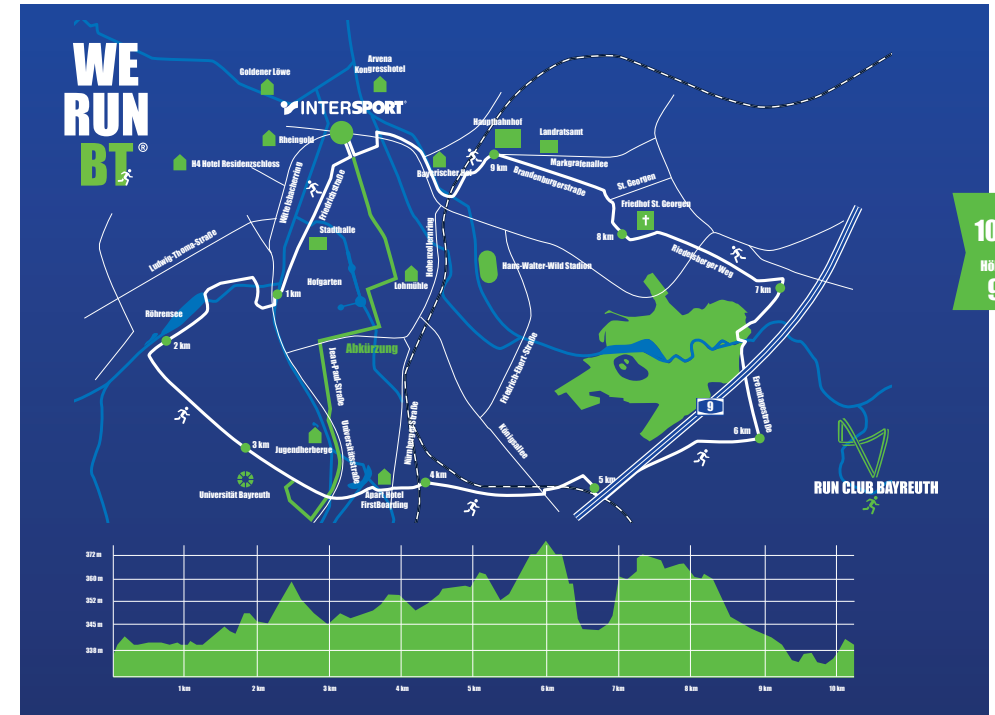 WE
RUN
BT®
Goldener Löwe
Arvena
Kongresshotel
INTERSPORT®
Rheingold
H4 Hotel Residenzschloss
Wittelsbacherring
Friedrichstraße
Stadthalle
Hofgarten
Ludwig-Thoma-Straße
Röhrensee
1 km
2 km
3 km
Abkürzung
Jean-Paul-Straße
Jugendherberge
Universitätsstraße
Universität Bayreuth
Apart Hotel
FirstBoarding
Nürnberger Straße
4 km
Lohmühle
Hohenzollernring
Bayerischer Hof
Hauptbahnhof
Landratsamt
9 km
Markgrafenallee
Brandenburgerstraße
St. Georgen
Friedhof St. Georgen
8 km
Riedelsberger Weg
7 km
Hans-Walter-Wild Stadion
Friedrich-Ebert-Straße
Königsallee
9
Eremitagestraße
6 km
5 km
RUN CLUB BAYREUTH
10
Hö
9
372 m
360 m
352 m
345 m
338 m
1 km 2 km 3 km 4 km 5 km 6 km 7 km 8 km 9 km 10 km